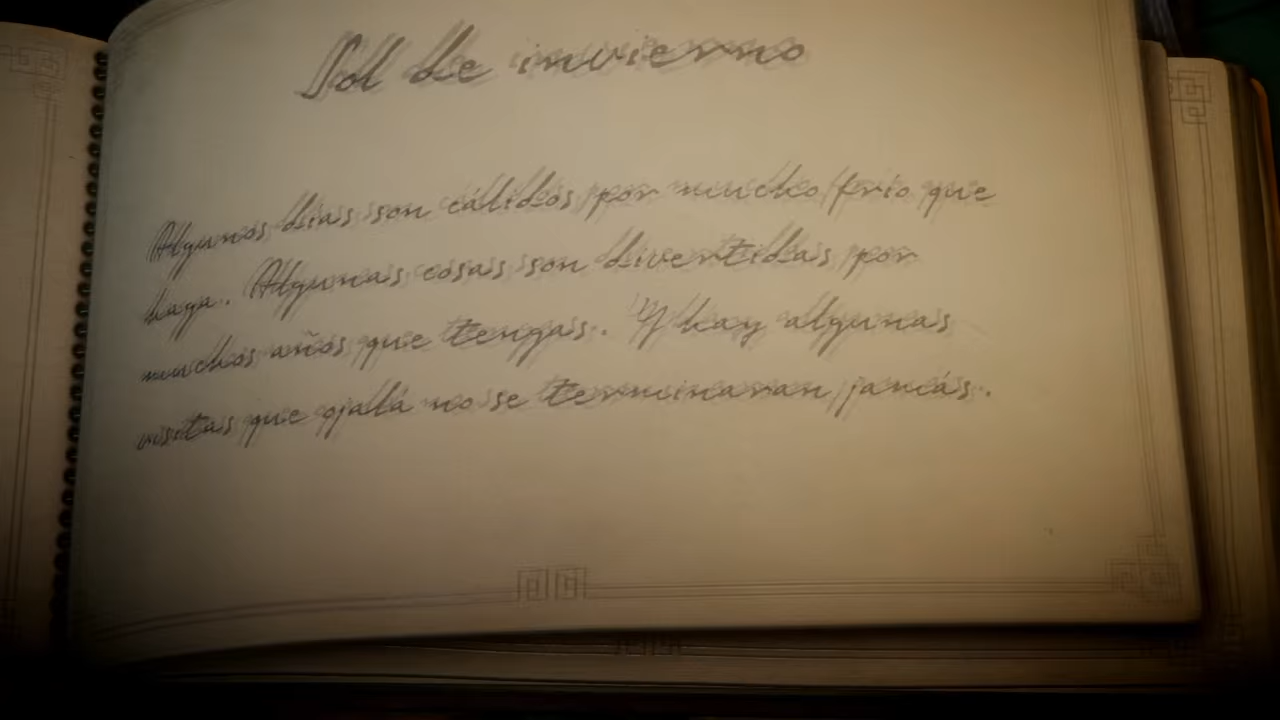 Sol de invierno
Algunos días son cálidos por mucho frío que
haga. Algunas cosas son divertidas por
muchos años que tengas. Y hay algunas
visitas que ojalá no se terminaran jamás.